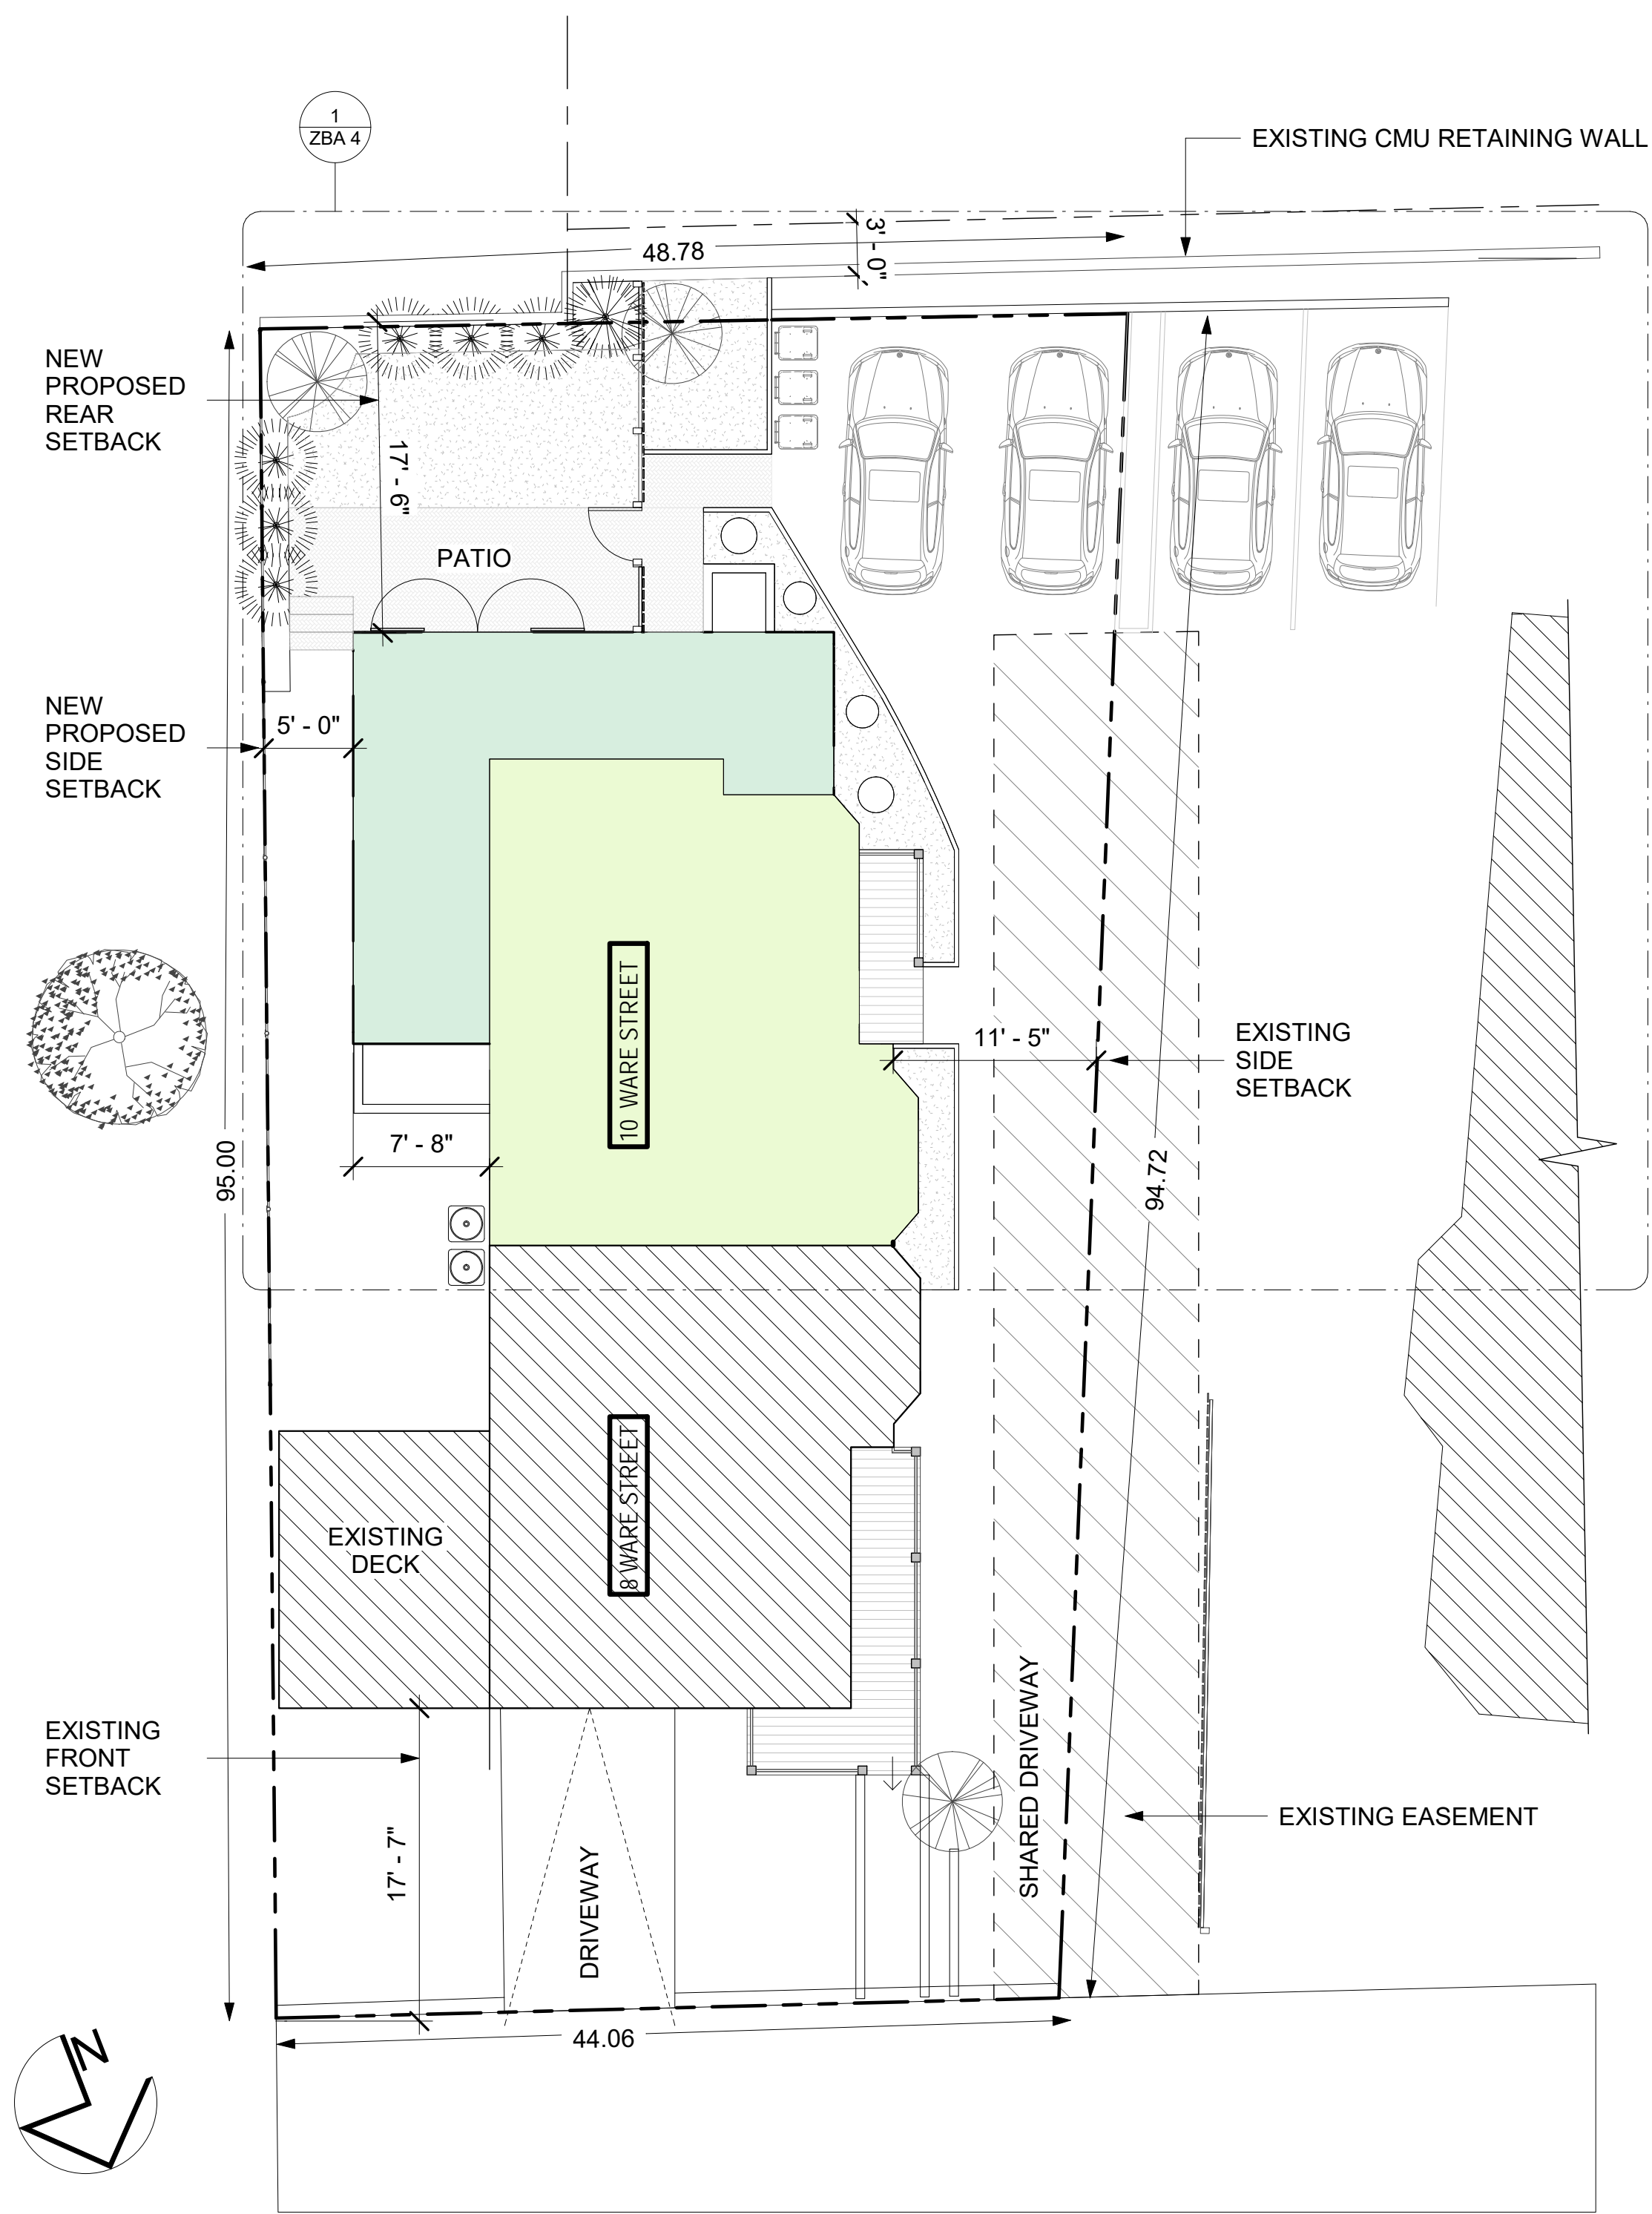 1
ZBA 4
EXISTING CMU RETAINING WALL
3' - 0"
48.78
NEW
PROPOSED
REAR
SETBACK
17' - 6"
PATIO
NEW
PROPOSED
SIDE
SETBACK
5' - 0"
10 WARE STREET
11' - 5"
EXISTING
SIDE
SETBACK
7' - 8"
95.00
94.72
8 WARE STREET
EXISTING
DECK
EXISTING
FRONT
SETBACK
SHARED DRIVEWAY
EXISTING EASEMENT
17' - 7"
DRIVEWAY
44.06
N